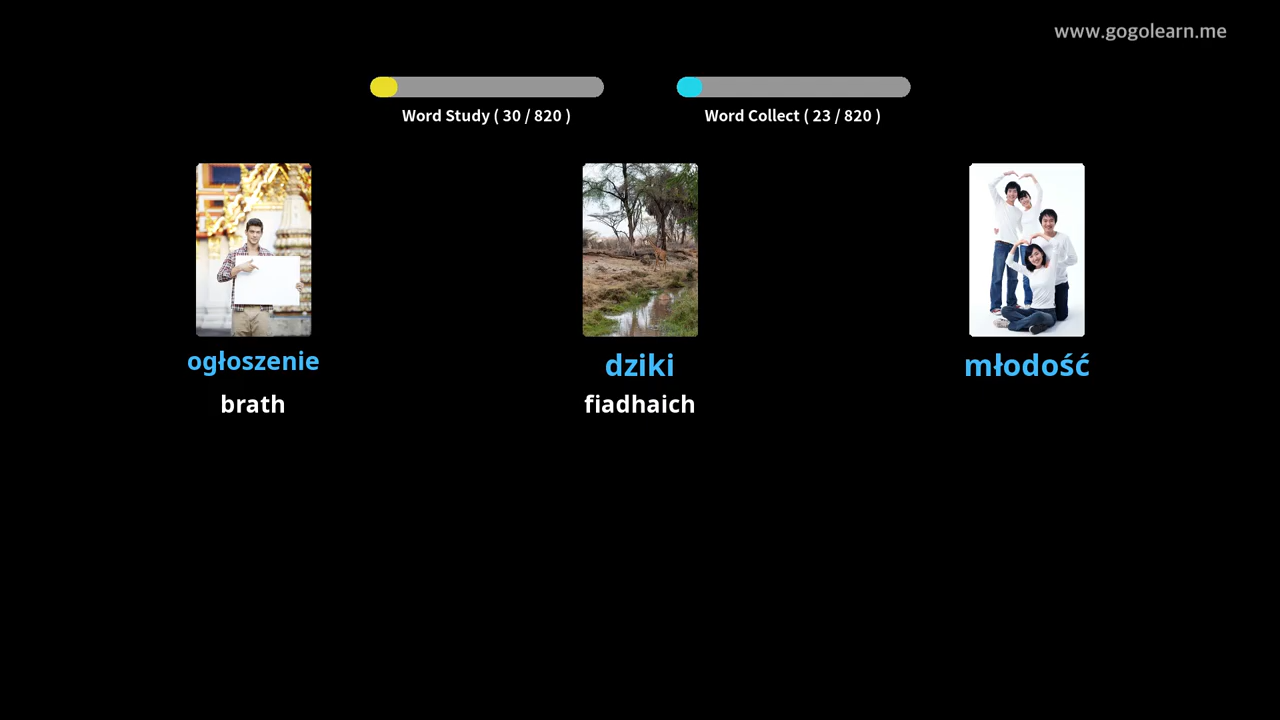 www.gogolearn.me
Word Study ( 30 / 820 )
Word Collect ( 23 / 820 )
ogłoszenie
dziki
młodość
brath
fiadhaich